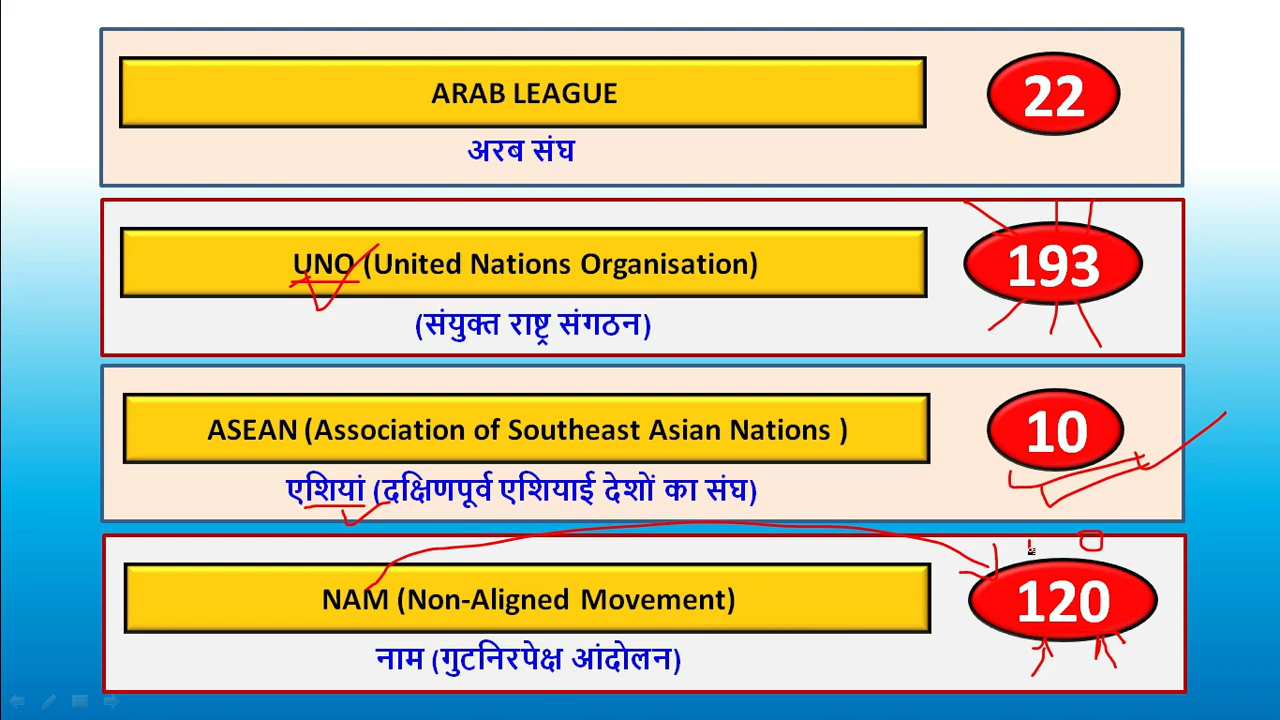 ARAB LEAGUE
22
अरब संघ
UNO (United Nations Organisation)
193
(संयुक्त राष्ट्र संगठन)
ASEAN (Association of Southeast Asian Nations )
10
एशियां (दक्षिणपूर्व एशियाई देशों का संघ)
NAM (Non-Aligned Movement)
120
नाम (गुटनिरपेक्ष आंदोलन)